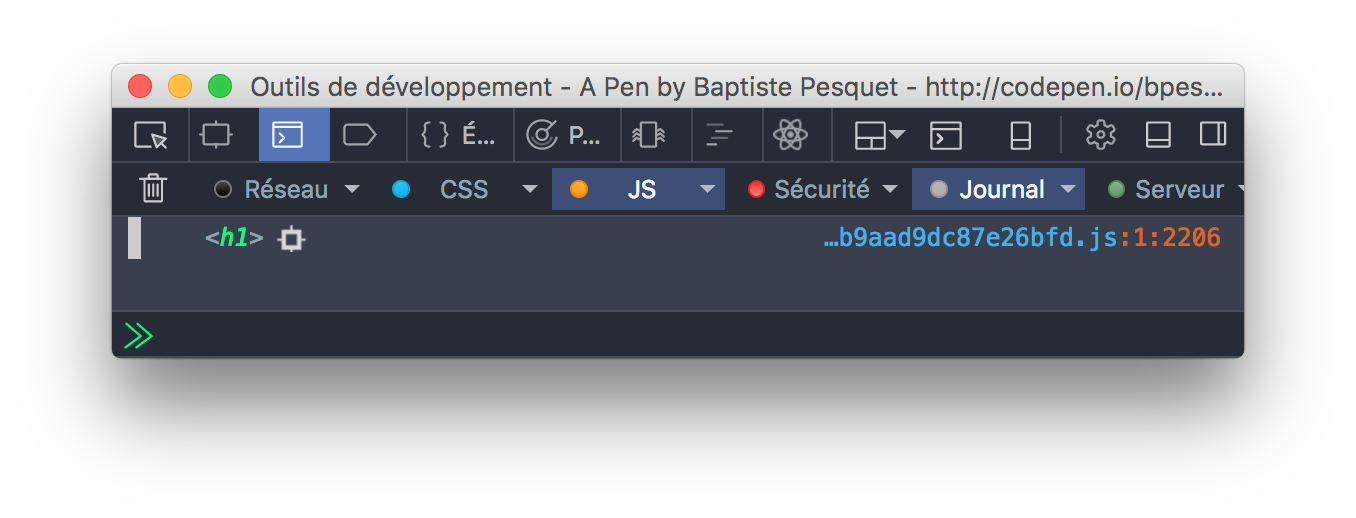 Outils de développement - A Pen by Baptiste Pesquet - http://codepen.io/bpes...
{ } É... P...
Réseau CSS JS Sécurité Journal Serveur
<h1> …b9aad9dc87e26bfd.js:1:2206